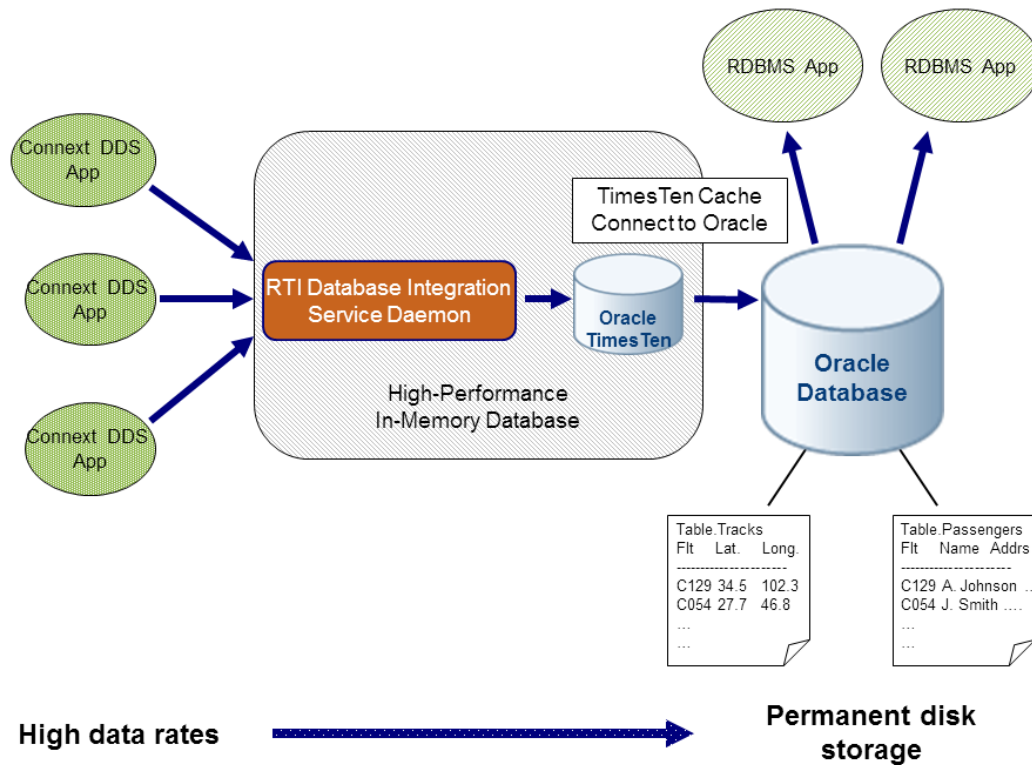 RDBMS App
RDBMS App
Connext DDS
App
TimesTen Cache
Connect to Oracle
Connext DDS
App
RTI Database Integration
Service Daemon
Oracle
TimesTen
Oracle
Database
High-Performance
In-Memory Database
Connext DDS
App
Table.Tracks
Flt Lat. Long.
-----------------------
C129 34.5 102.3
C054 27.7 46.8
...
...
Table.Passengers
Flt Name Addrs
-----------------------
C129 A. Johnson ...
C054 J. Smith ....
...
...
High data rates
Permanent disk
storage